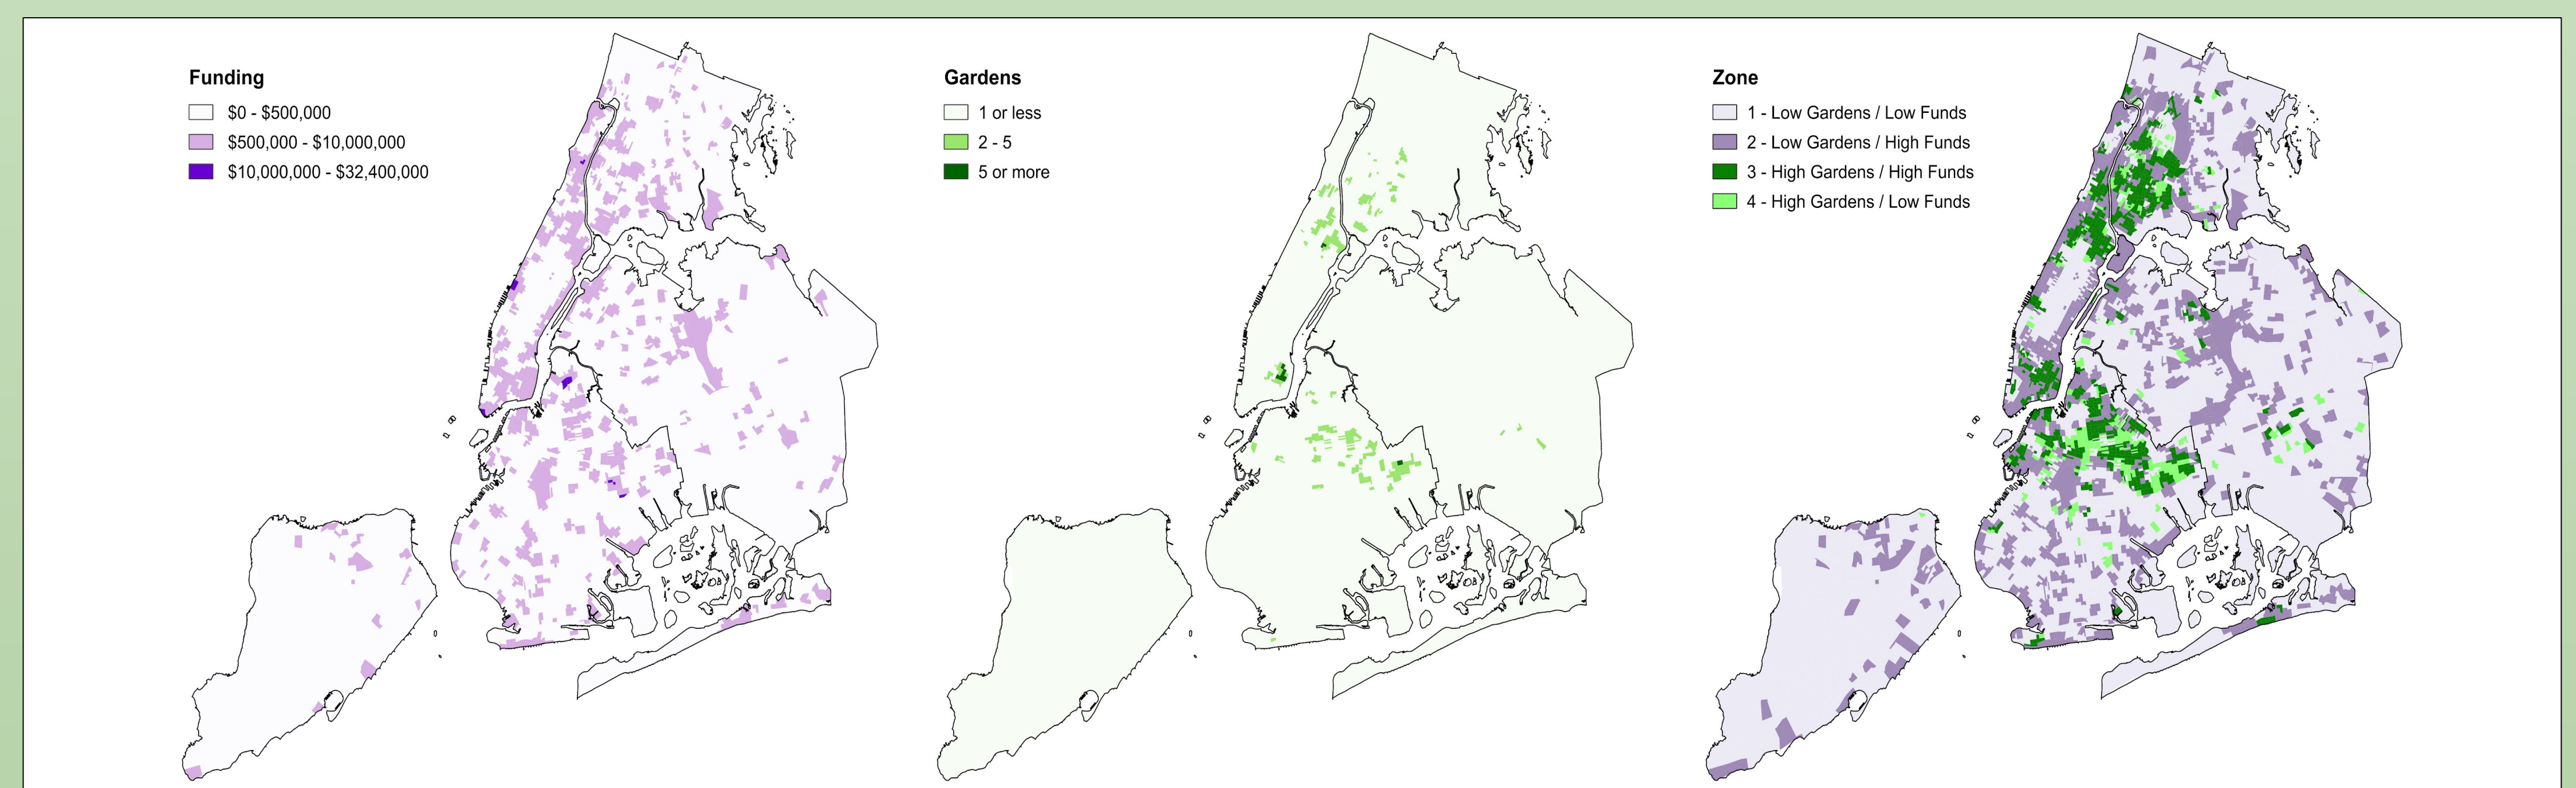 Funding
$0 - $500,000
$500,000 - $10,000,000
$10,000,000 - $32,400,000
Gardens
1 or less
2 - 5
5 or more
Zone
1 - Low Gardens / Low Funds
2 - Low Gardens / High Funds
3 - High Gardens / High Funds
4 - High Gardens / Low Funds